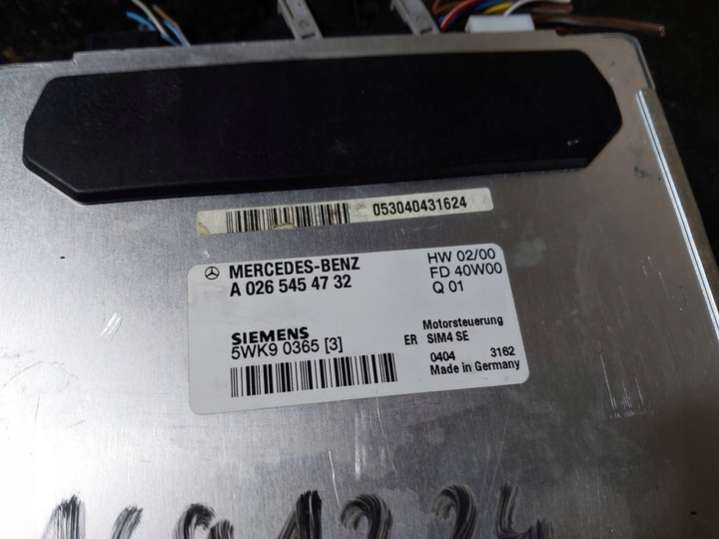 053040431624
MERCEDES-BENZ
A 026 545 47 32
HW 02/00
FD 40W00
Q 01
SIEMENS
5WK9 0365 [3]
Motorsteuerung
ER SIM4 SE
0404 3162
Made in Germany